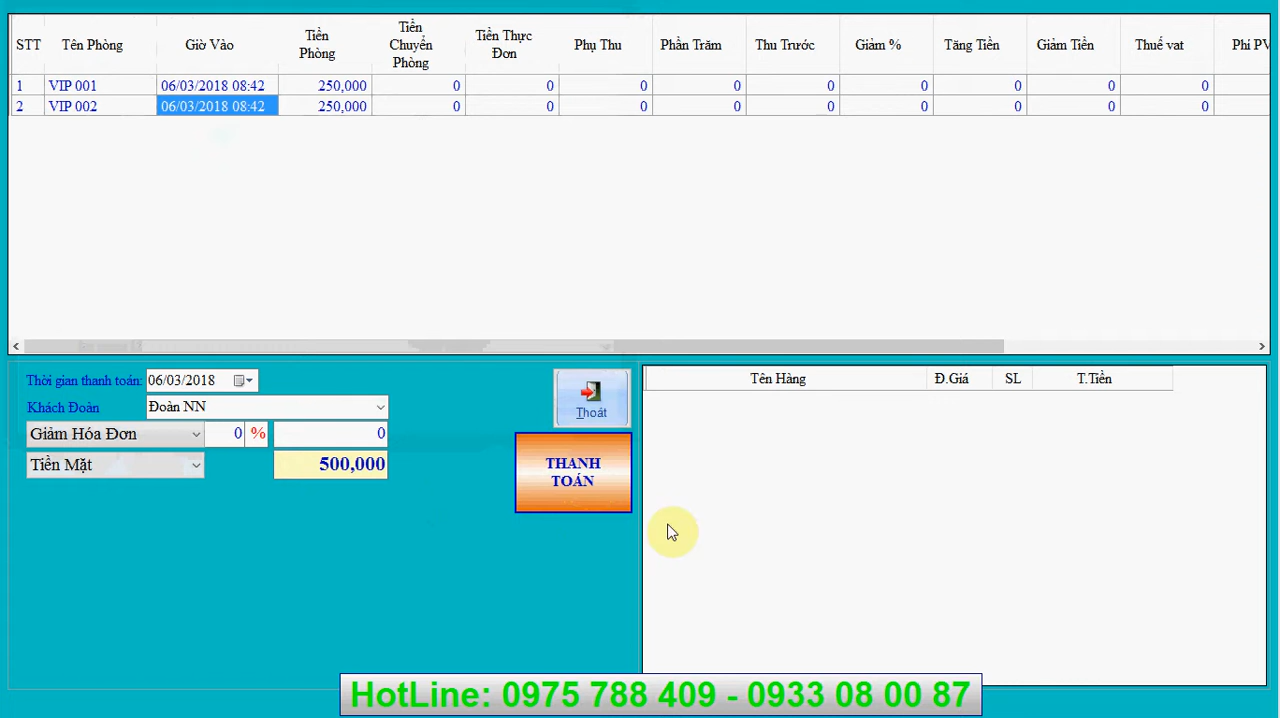 STT Tên Phòng Giờ Vào Tiền Phòng Tiền Chuyển Phòng Tiền Thực Đơn Phụ Thu Phần Trăm Thu Trước Giảm % Tăng Tiền Giảm Tiền Thuế vat Phí PV
1 VIP 001 06/03/2018 08:42 250,000 0 0 0 0 0 0 0 0 0
2 VIP 002 06/03/2018 08:42 250,000 0 0 0 0 0 0 0 0 0
Thời gian thanh toán: 06/03/2018
Khách Đoàn Đoàn NN
Giảm Hóa Đơn 0 % 0
Tiền Mặt 500,000
Thoát
THANH
TOÁN
Tên Hàng Đ.Giá SL T.Tiền
HotLine: 0975 788 409 - 0933 08 00 87